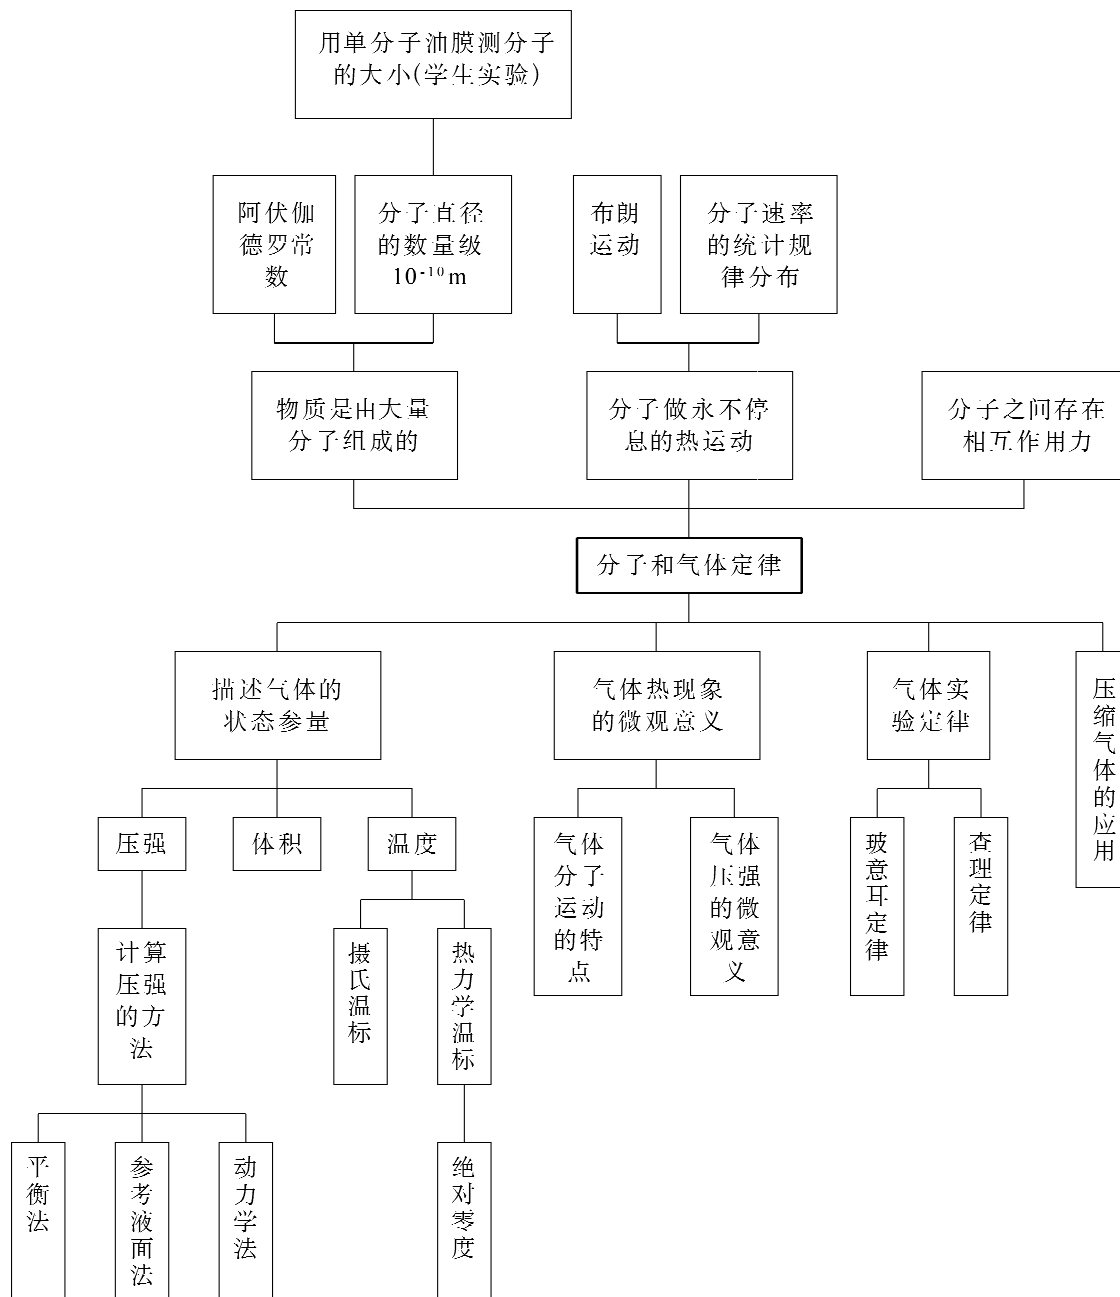 用单分子油膜测分子
的大小(学生实验)
阿伏伽
德罗常
数
分子直径
的数量级
10⁻¹⁰m
布朗
运动
分子速率
的统计规
律分布
物质是由大量
分子组成的
分子做永不停
息的热运动
分子之间存在
相互作用力
分子和气体定律
描述气体的
状态参量
气体热现象
的微观意义
气体实
验定律
压缩气体的应用
压强
体积
温度
气体
分子
运动
的特
点
气体
压强
的微
观意
义
玻意耳定律
查理定律
计算
压强
的方
法
摄氏温标
热力学温标
平衡法
参考液面法
动力学法
绝对零度